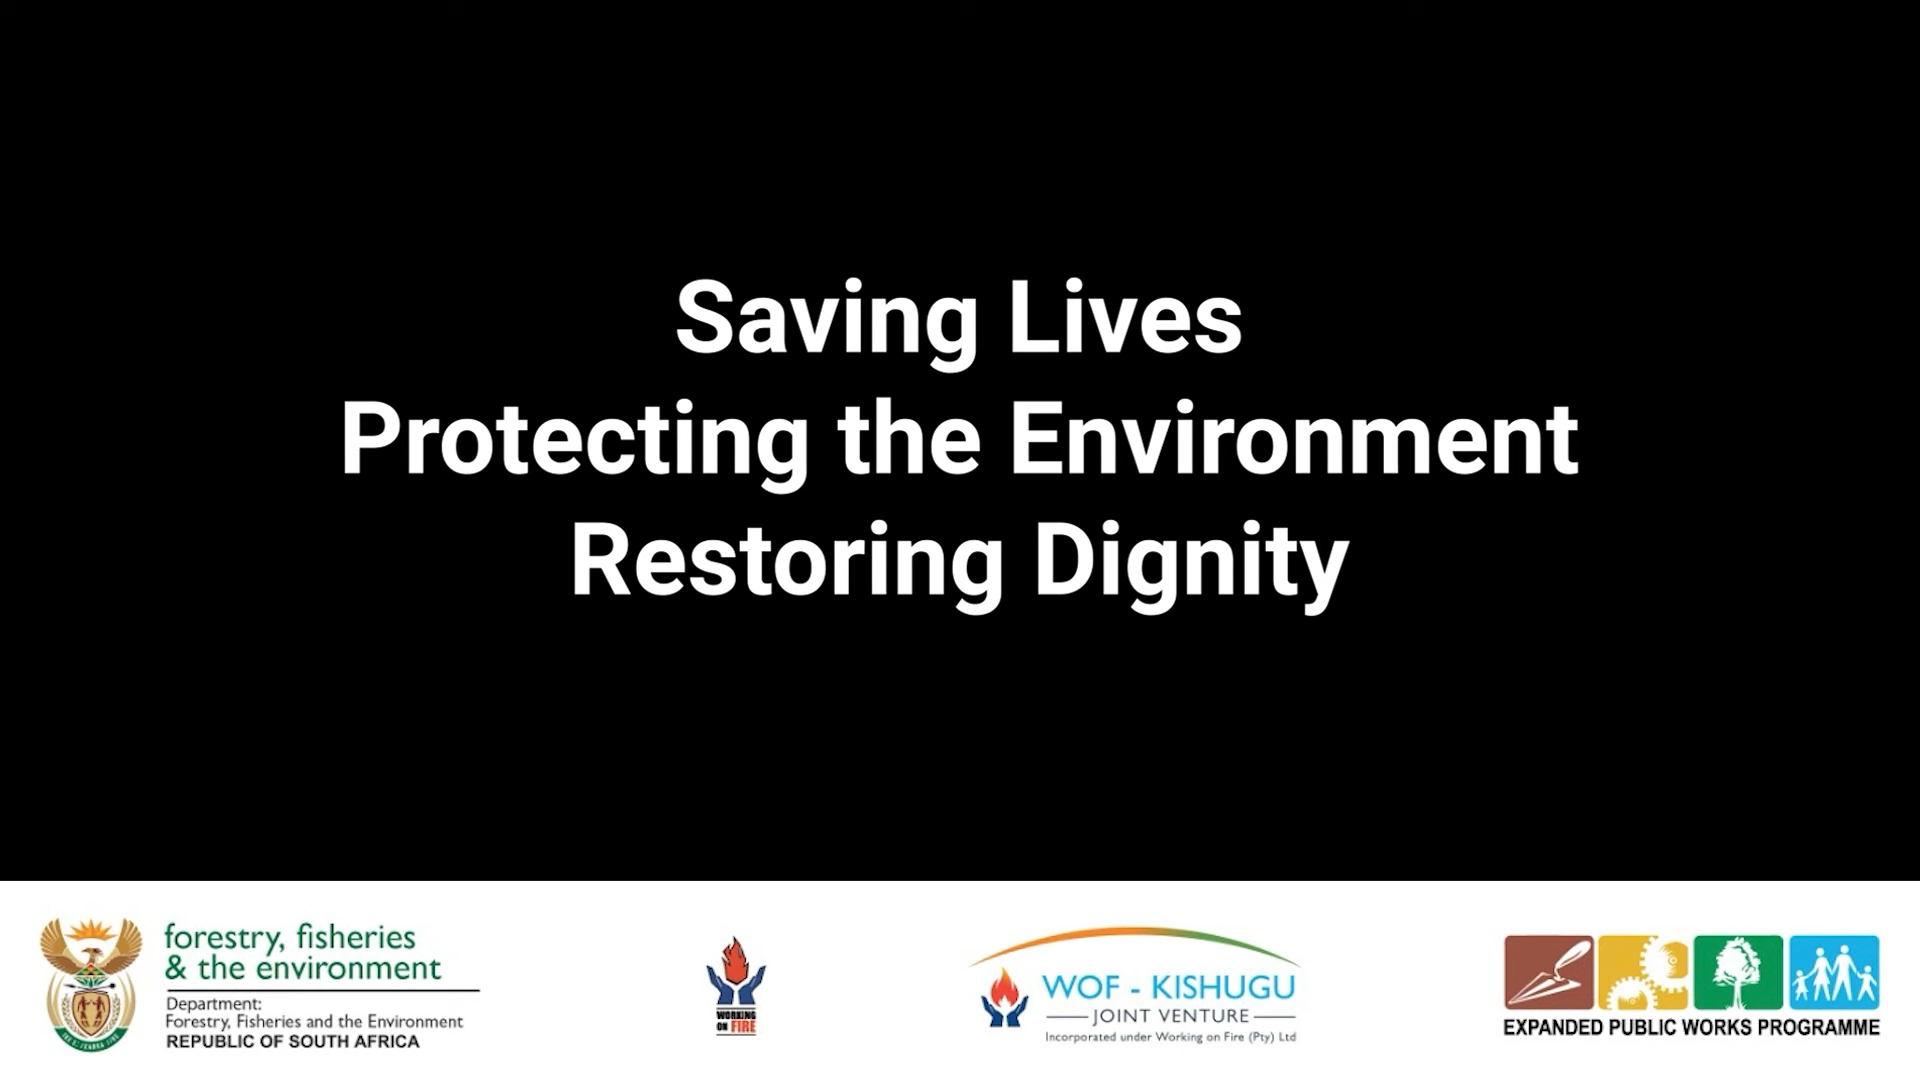 Saving Lives
Protecting the Environment
Restoring Dignity
forestry, fisheries
& the environment
Department:
Forestry, Fisheries and the Environment
REPUBLIC OF SOUTH AFRICA
WORKING
ON FIRE
WOF - KISHUGU
JOINT VENTURE
Incorporated under Working on Fire (Pty) Ltd
EXPANDED PUBLIC WORKS PROGRAMME